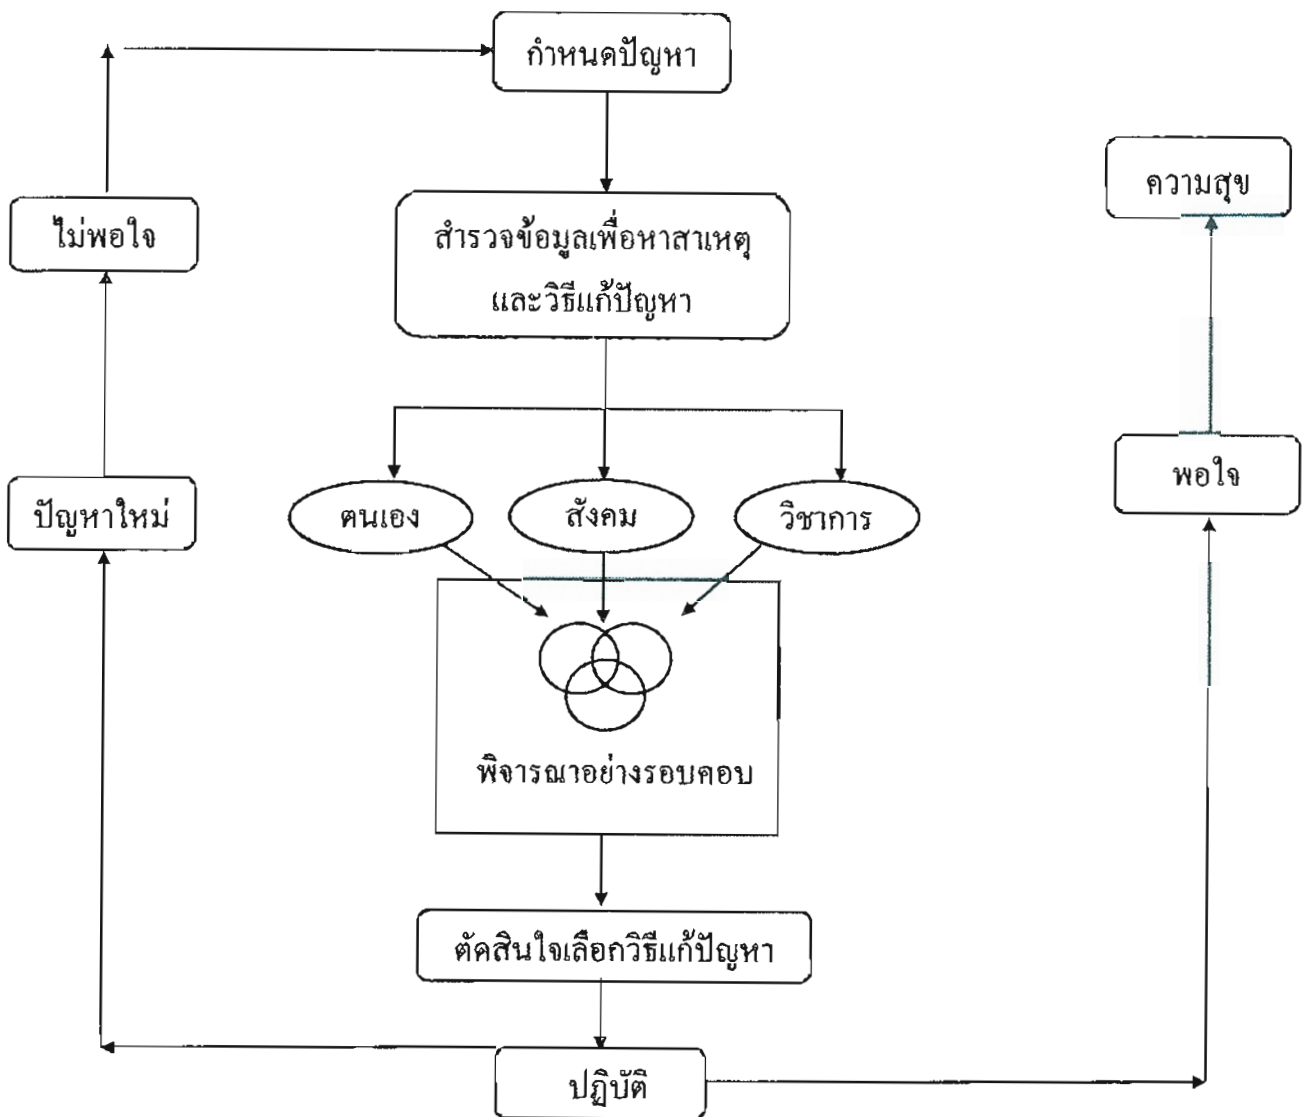 กำหนดปัญหา
ความสุข
ไม่พอใจ
สำรวจข้อมูลเพื่อหาสาเหตุ
และวิธีแก้ปัญหา
พอใจ
ปัญหาใหม่
ตนเอง
สังคม
วิชาการ
พิจารณาอย่างรอบคอบ
ตัดสินใจเลือกวิธีแก้ปัญหา
ปฏิบัติ